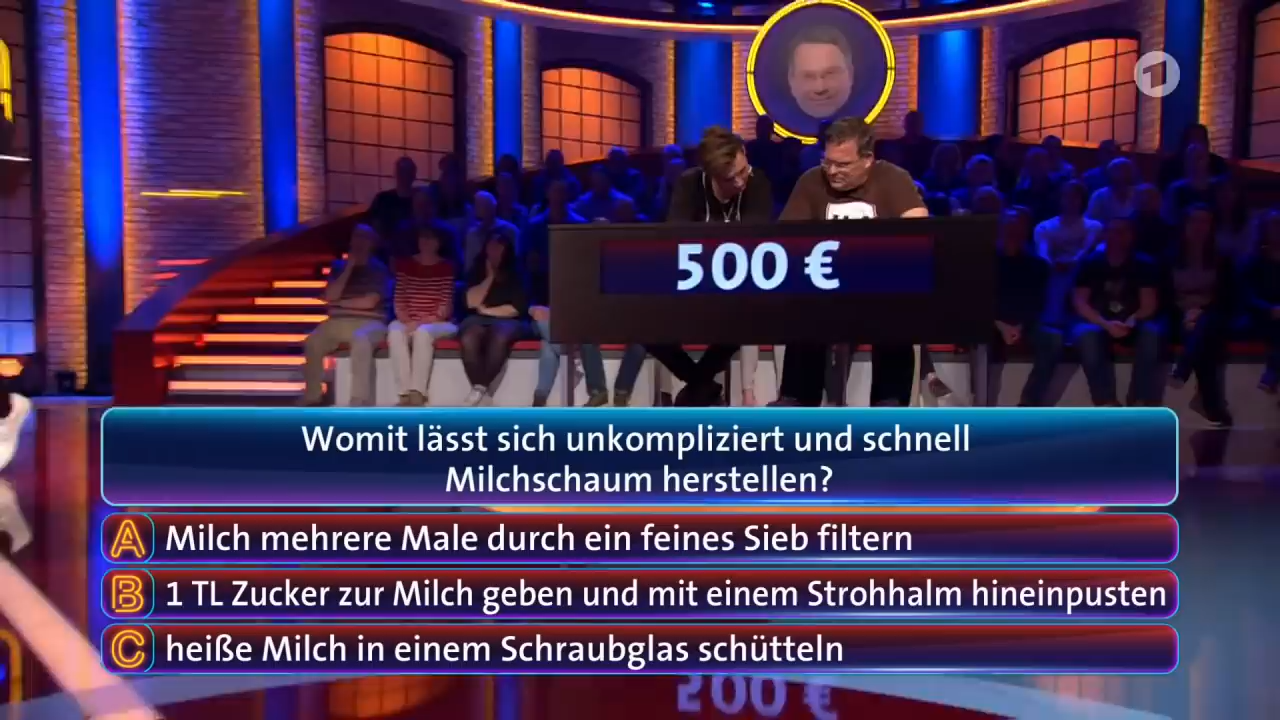 1
500 €
Womit lässt sich unkompliziert und schnell
Milchschaum herstellen?
A Milch mehrere Male durch ein feines Sieb filtern
B 1 TL Zucker zur Milch geben und mit einem Strohhalm hineinpusten
C heiße Milch in einem Schraubglas schütteln